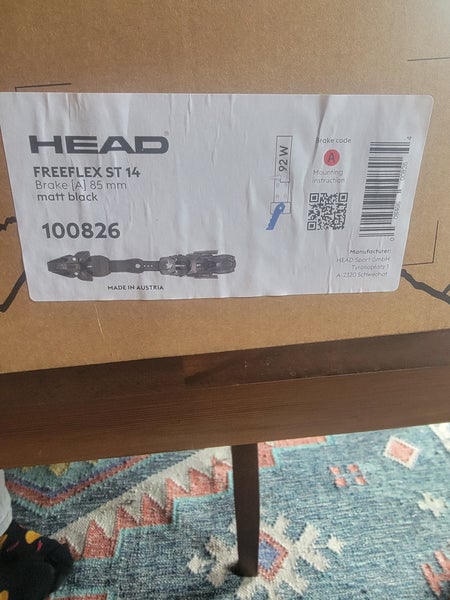 HEAD
FREEFLEX ST 14
Brake [A] 85 mm
matt black
100826
MADE IN AUSTRIA
92 W
Brake code
A
Mounting
instruction
Manufacturer:
HEAD Sport GmbH
Tyroliaplatz 1
A-2320 Schwechat